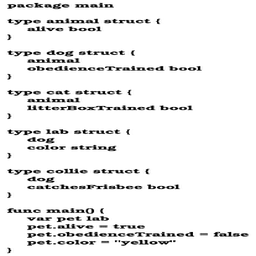 package main
type animal struct {
alive bool
}
type dog struct {
animal
obedienceTrained bool
}
type cat struct {
animal
litterBoxTrained bool
}
type lab struct {
dog
color string
}
type collie struct {
dog
catchesFrisbee bool
}
func main() {
var pet lab
pet.alive = true
pet.obedienceTrained = false
pet.color = "yellow"
}